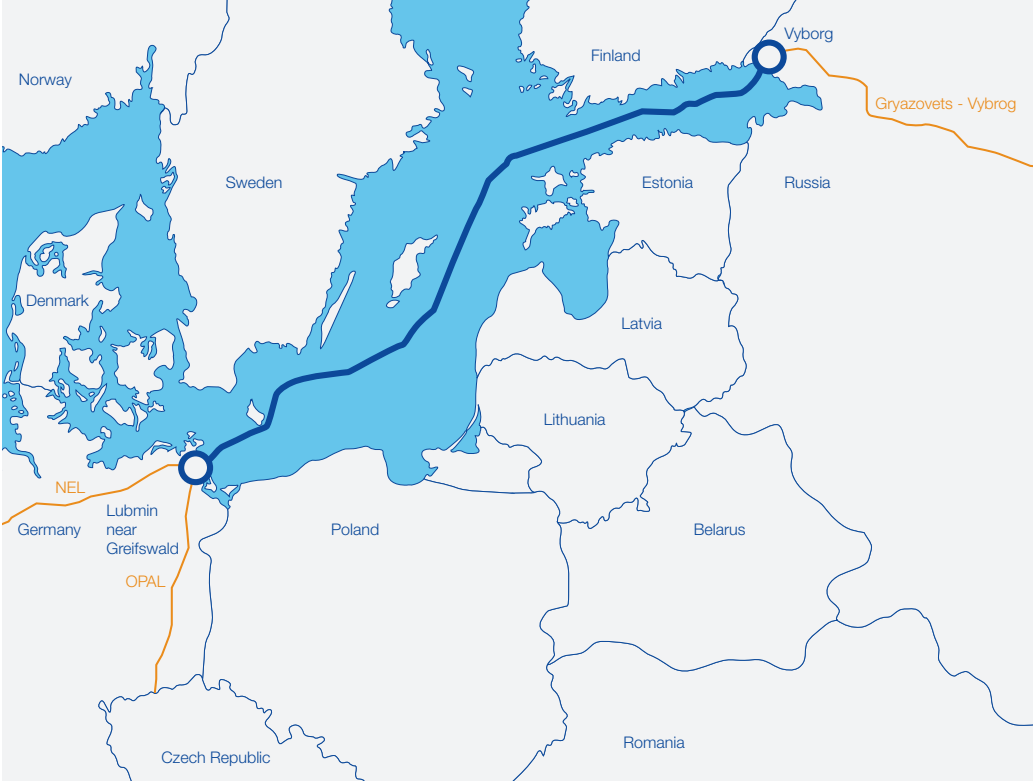 Vyborg
Finland
Norway
Gryazovets - Vybrog
Sweden
Estonia
Russia
Denmark
Latvia
Lithuania
NEL
Lubmin
near
Greifswald
Germany
Poland
Belarus
OPAL
Romania
Czech Republic